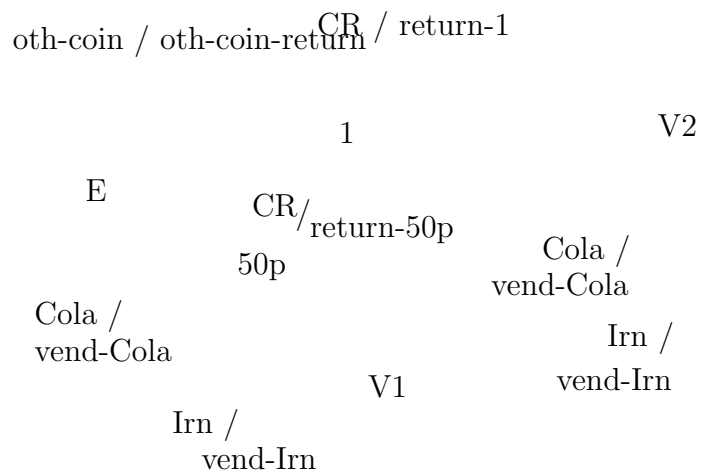 oth-coin / oth-coin-return
CR / return-1
1
V2
E
CR/return-50p
50p
Cola /
vend-Cola
Cola /
vend-Cola
Irn /
vend-Irn
V1
Irn /
vend-Irn